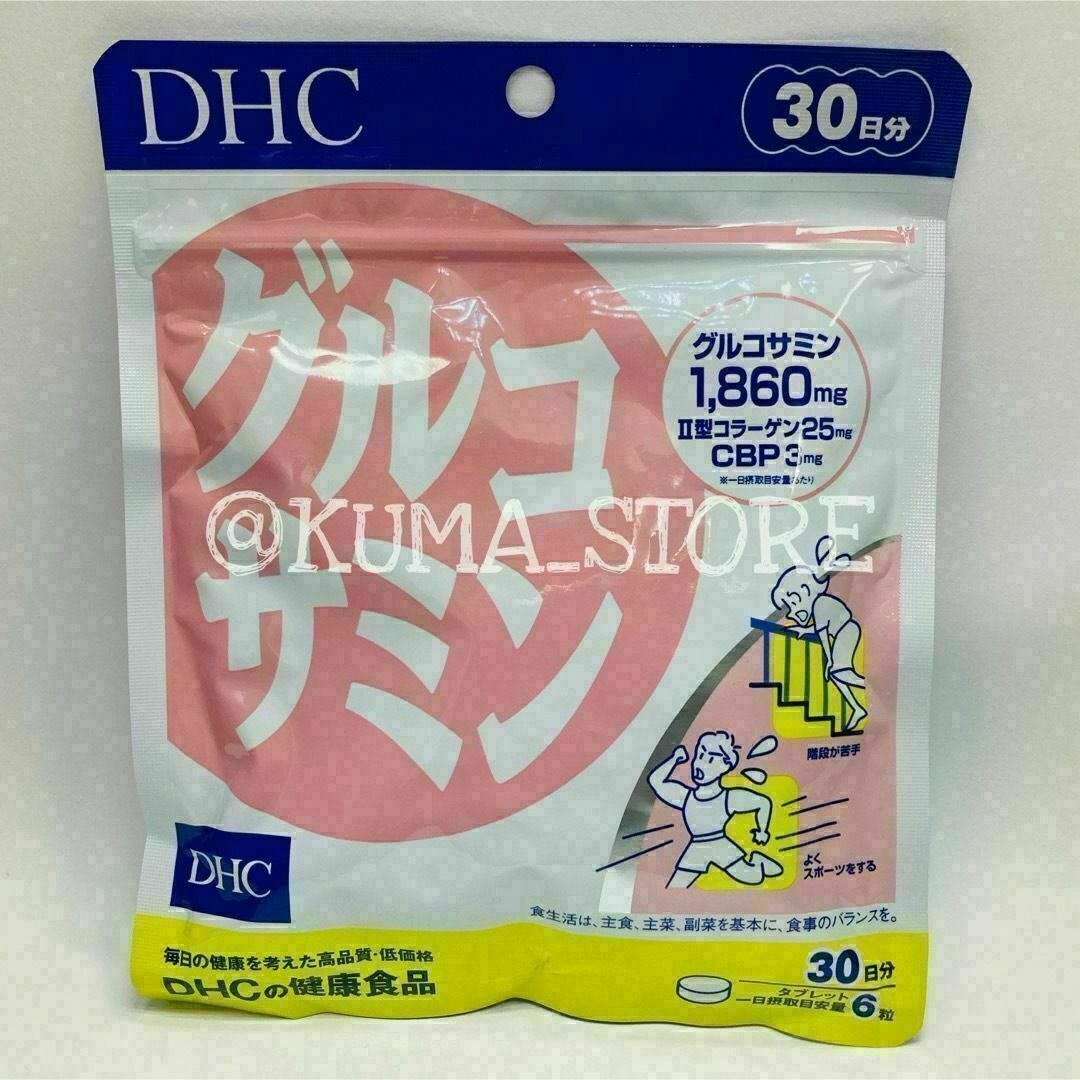 DHC
30日分
グルコ
サミン
グルコサミン
1,860mg
II型コラーゲン25mg
CBP 3mg
※一日摂取目安量あたり
@KUMA_STORE
階段が苦手
よく
スポーツをする
DHC
食生活は、主食、主菜、副菜を基本に、食事のバランスを。
毎日の健康を考えた高品質・低価格
DHCの健康食品
30日分
タブレット
一日摂取目安量 6粒